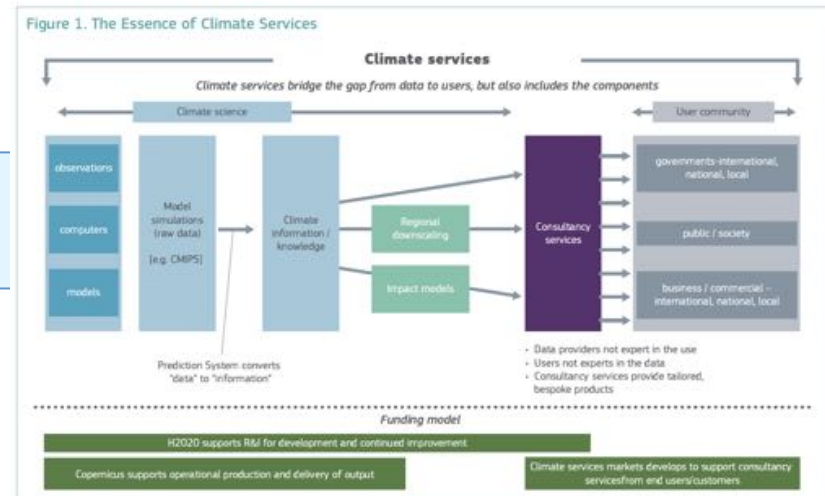 Figure 1. The Essence of Climate Services
Climate services
Climate services bridge the gap from data to users, but also includes the components
Climate science
User community
observations
computers
models
Model
simulations
(raw data)
[e.g. CMIP5]
Climate
information /
knowledge
Regional
downscaling
Impact models
Consultancy
services
governments-international,
national, local
public / society
business / commercial –
international, national, local
Prediction System converts
"data" to "information"
• Data providers not expert in the use
• Users not experts in the data
• Consultancy services provide tailored,
bespoke products
Funding model
H2020 supports R&I for development and continued improvement
Copernicus supports operational production and delivery of output
Climate services markets develops to support consultancy
servicesfrom end users/customers